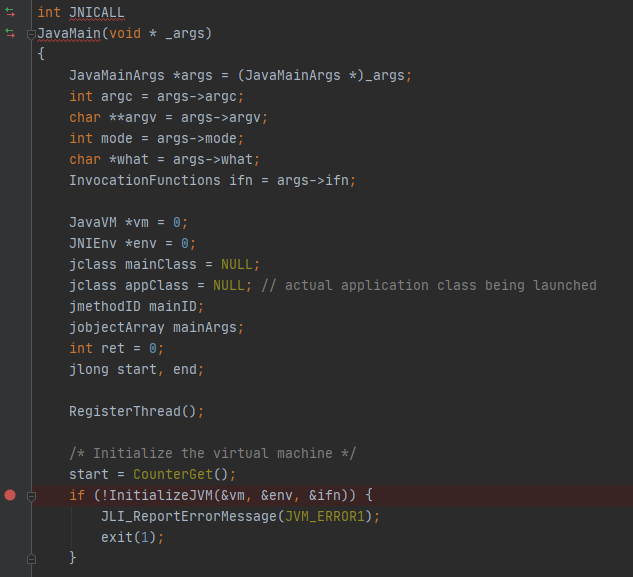 int JNICALL
JavaMain(void * _args)
{
    JavaMainArgs *args = (JavaMainArgs *)_args;
    int argc = args->argc;
    char **argv = args->argv;
    int mode = args->mode;
    char *what = args->what;
    InvocationFunctions ifn = args->ifn;

    JavaVM *vm = 0;
    JNIEnv *env = 0;
    jclass mainClass = NULL;
    jclass appClass = NULL; // actual application class being launched
    jmethodID mainID;
    jobjectArray mainArgs;
    int ret = 0;
    jlong start, end;

    RegisterThread();

    /* Initialize the virtual machine */
    start = CounterGet();
    if (!InitializeJVM(&vm, &env, &ifn)) {
        JLI_ReportErrorMessage(JVM_ERROR1);
        exit(1);
    }